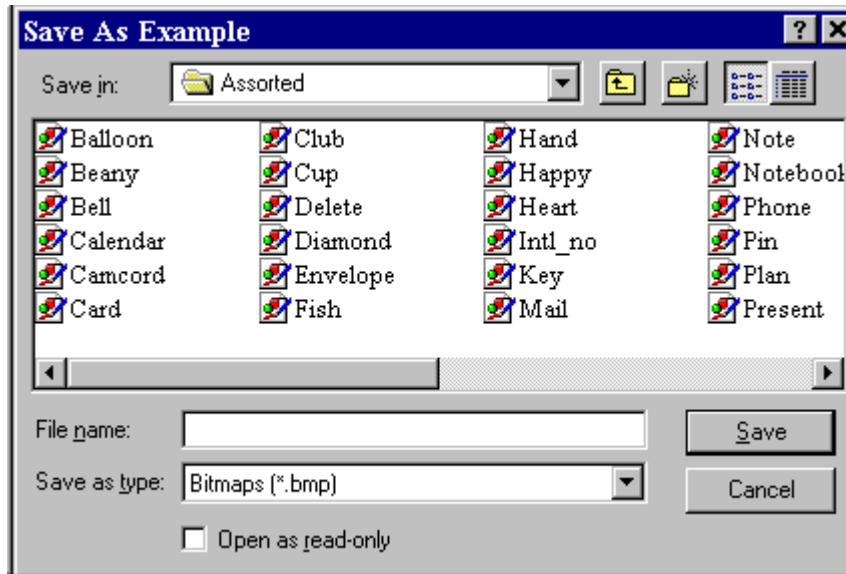 Save As Example
Save in: Assorted
Balloon Club Hand Note
Beany Cup Happy Notebook
Bell Delete Heart Phone
Calendar Diamond Intl_no Pin
Camcord Envelope Key Plan
Card Fish Mail Present
File name: Save
Save as type: Bitmaps (*.bmp) Cancel
Open as read-only